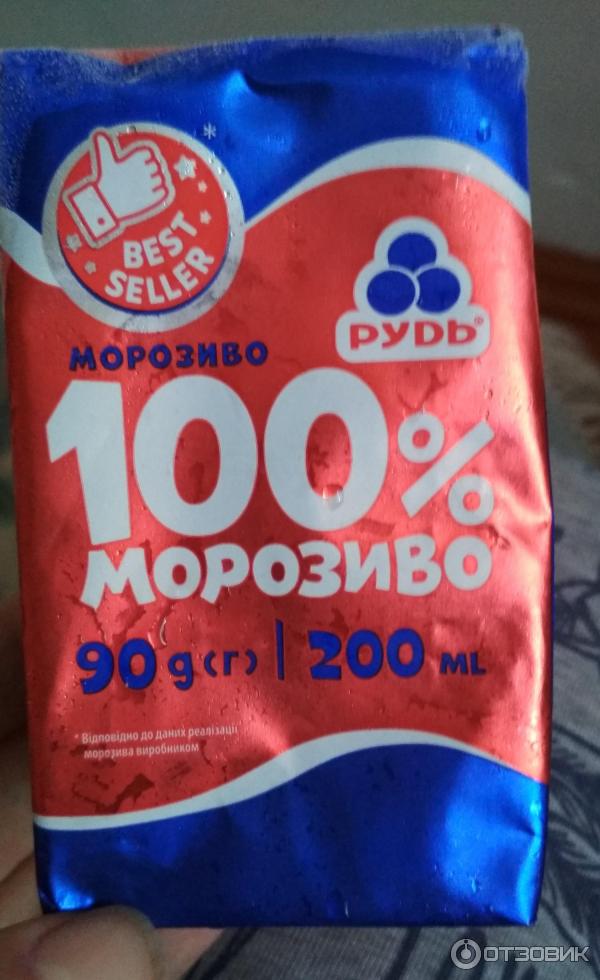 *
BEST
SELLER
РУДЬ®
МОРОЗИВО
100%
МОРОЗИВО
90 g(г) | 200 ML
* Відповідно до даних реалізації
морозива виробником
ОТЗОВИК